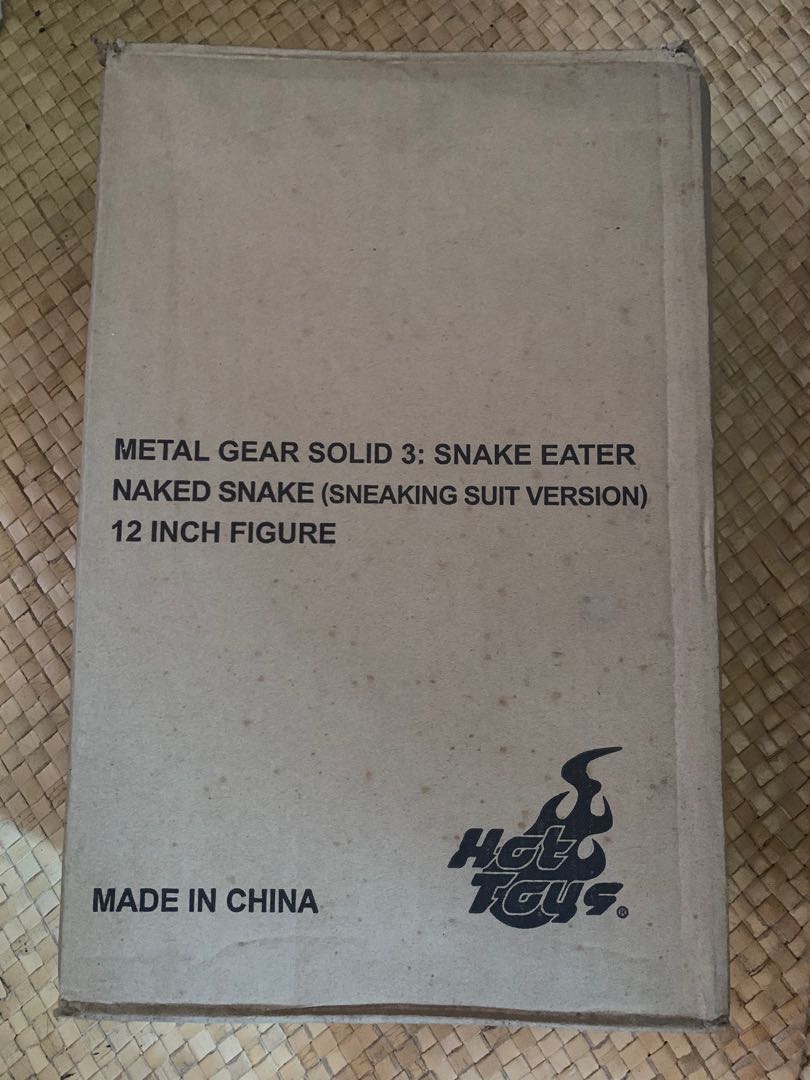 METAL GEAR SOLID 3: SNAKE EATER
NAKED SNAKE (SNEAKING SUIT VERSION)
12 INCH FIGURE
Hot
Toys®
MADE IN CHINA